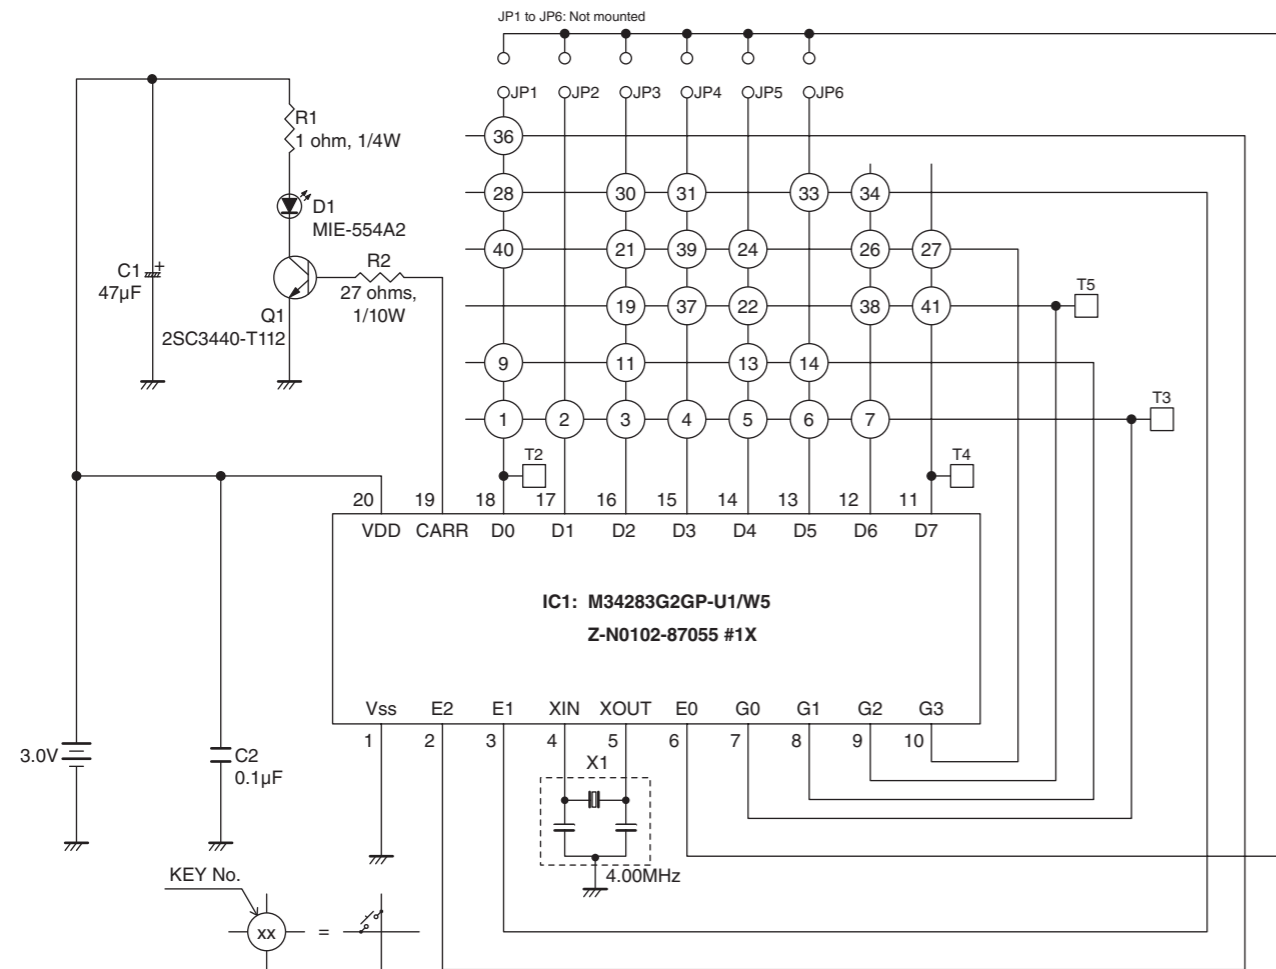 JP1 to JP6: Not mounted
JP1 JP2 JP3 JP4 JP5 JP6
R1
1 ohm, 1/4W
36
28 30 31 33 34
D1
MIE-554A2
40 21 39 24 26 27
R2
27 ohms,
1/10W
C1
+
47µF
Q1
2SC3440-T112
19 37 22 38 41
T5
9 11 13 14
1 2 3 4 5 6 7
T3
T2
T4
20 19 18 17 16 15 14 13 12 11
VDD CARR D0 D1 D2 D3 D4 D5 D6 D7
IC1: M34283G2GP-U1/W5
Z-N0102-87055 #1X
Vss E2 E1 XIN XOUT E0 G0 G1 G2 G3
1 2 3 4 5 6 7 8 9 10
3.0V
C2
0.1µF
X1
4.00MHz
KEY No.
xx =